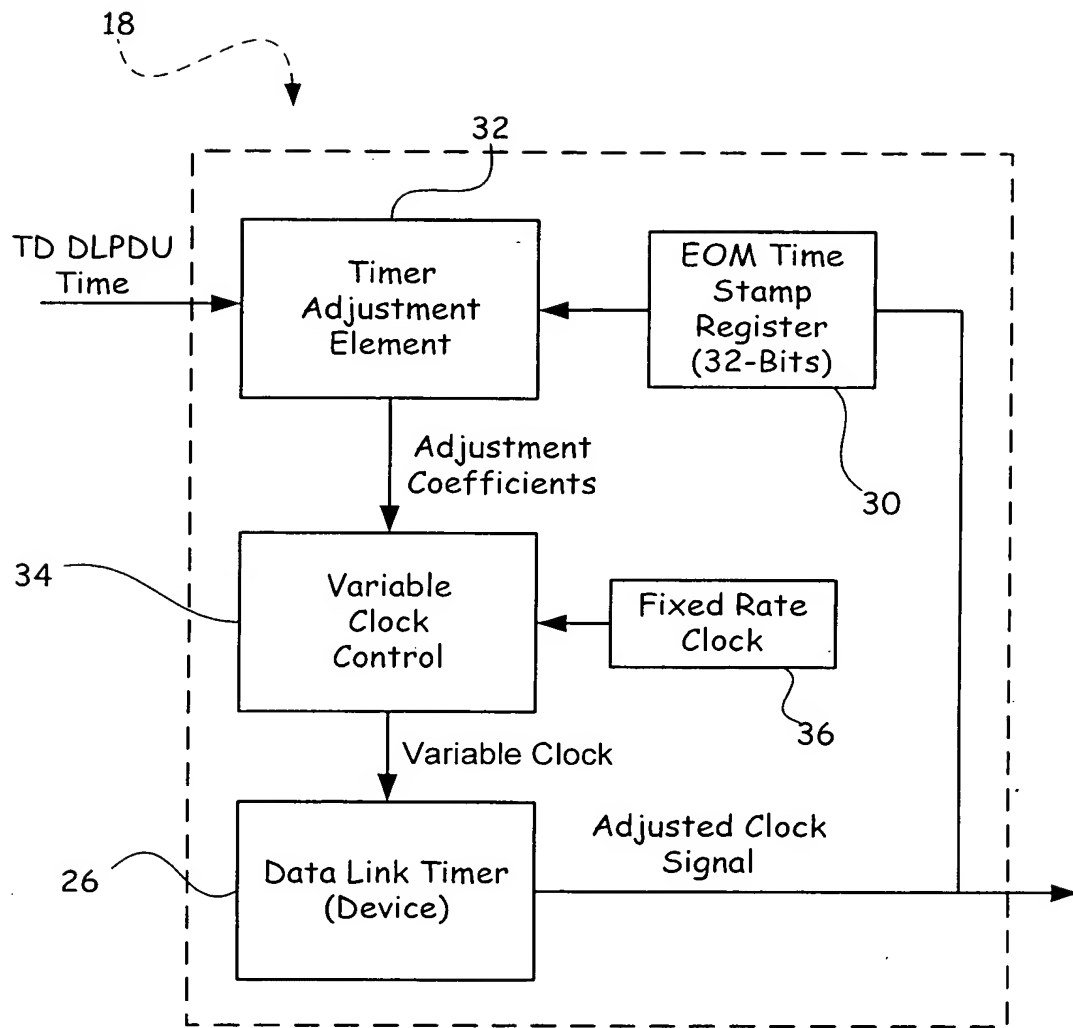 18
32
TD DLPDU
Time
Timer
Adjustment
Element
EOM Time
Stamp
Register
(32-Bits)
30
Adjustment
Coefficients
34
Variable
Clock
Control
Fixed Rate
Clock
36
Variable Clock
26
Data Link Timer
(Device)
Adjusted Clock
Signal